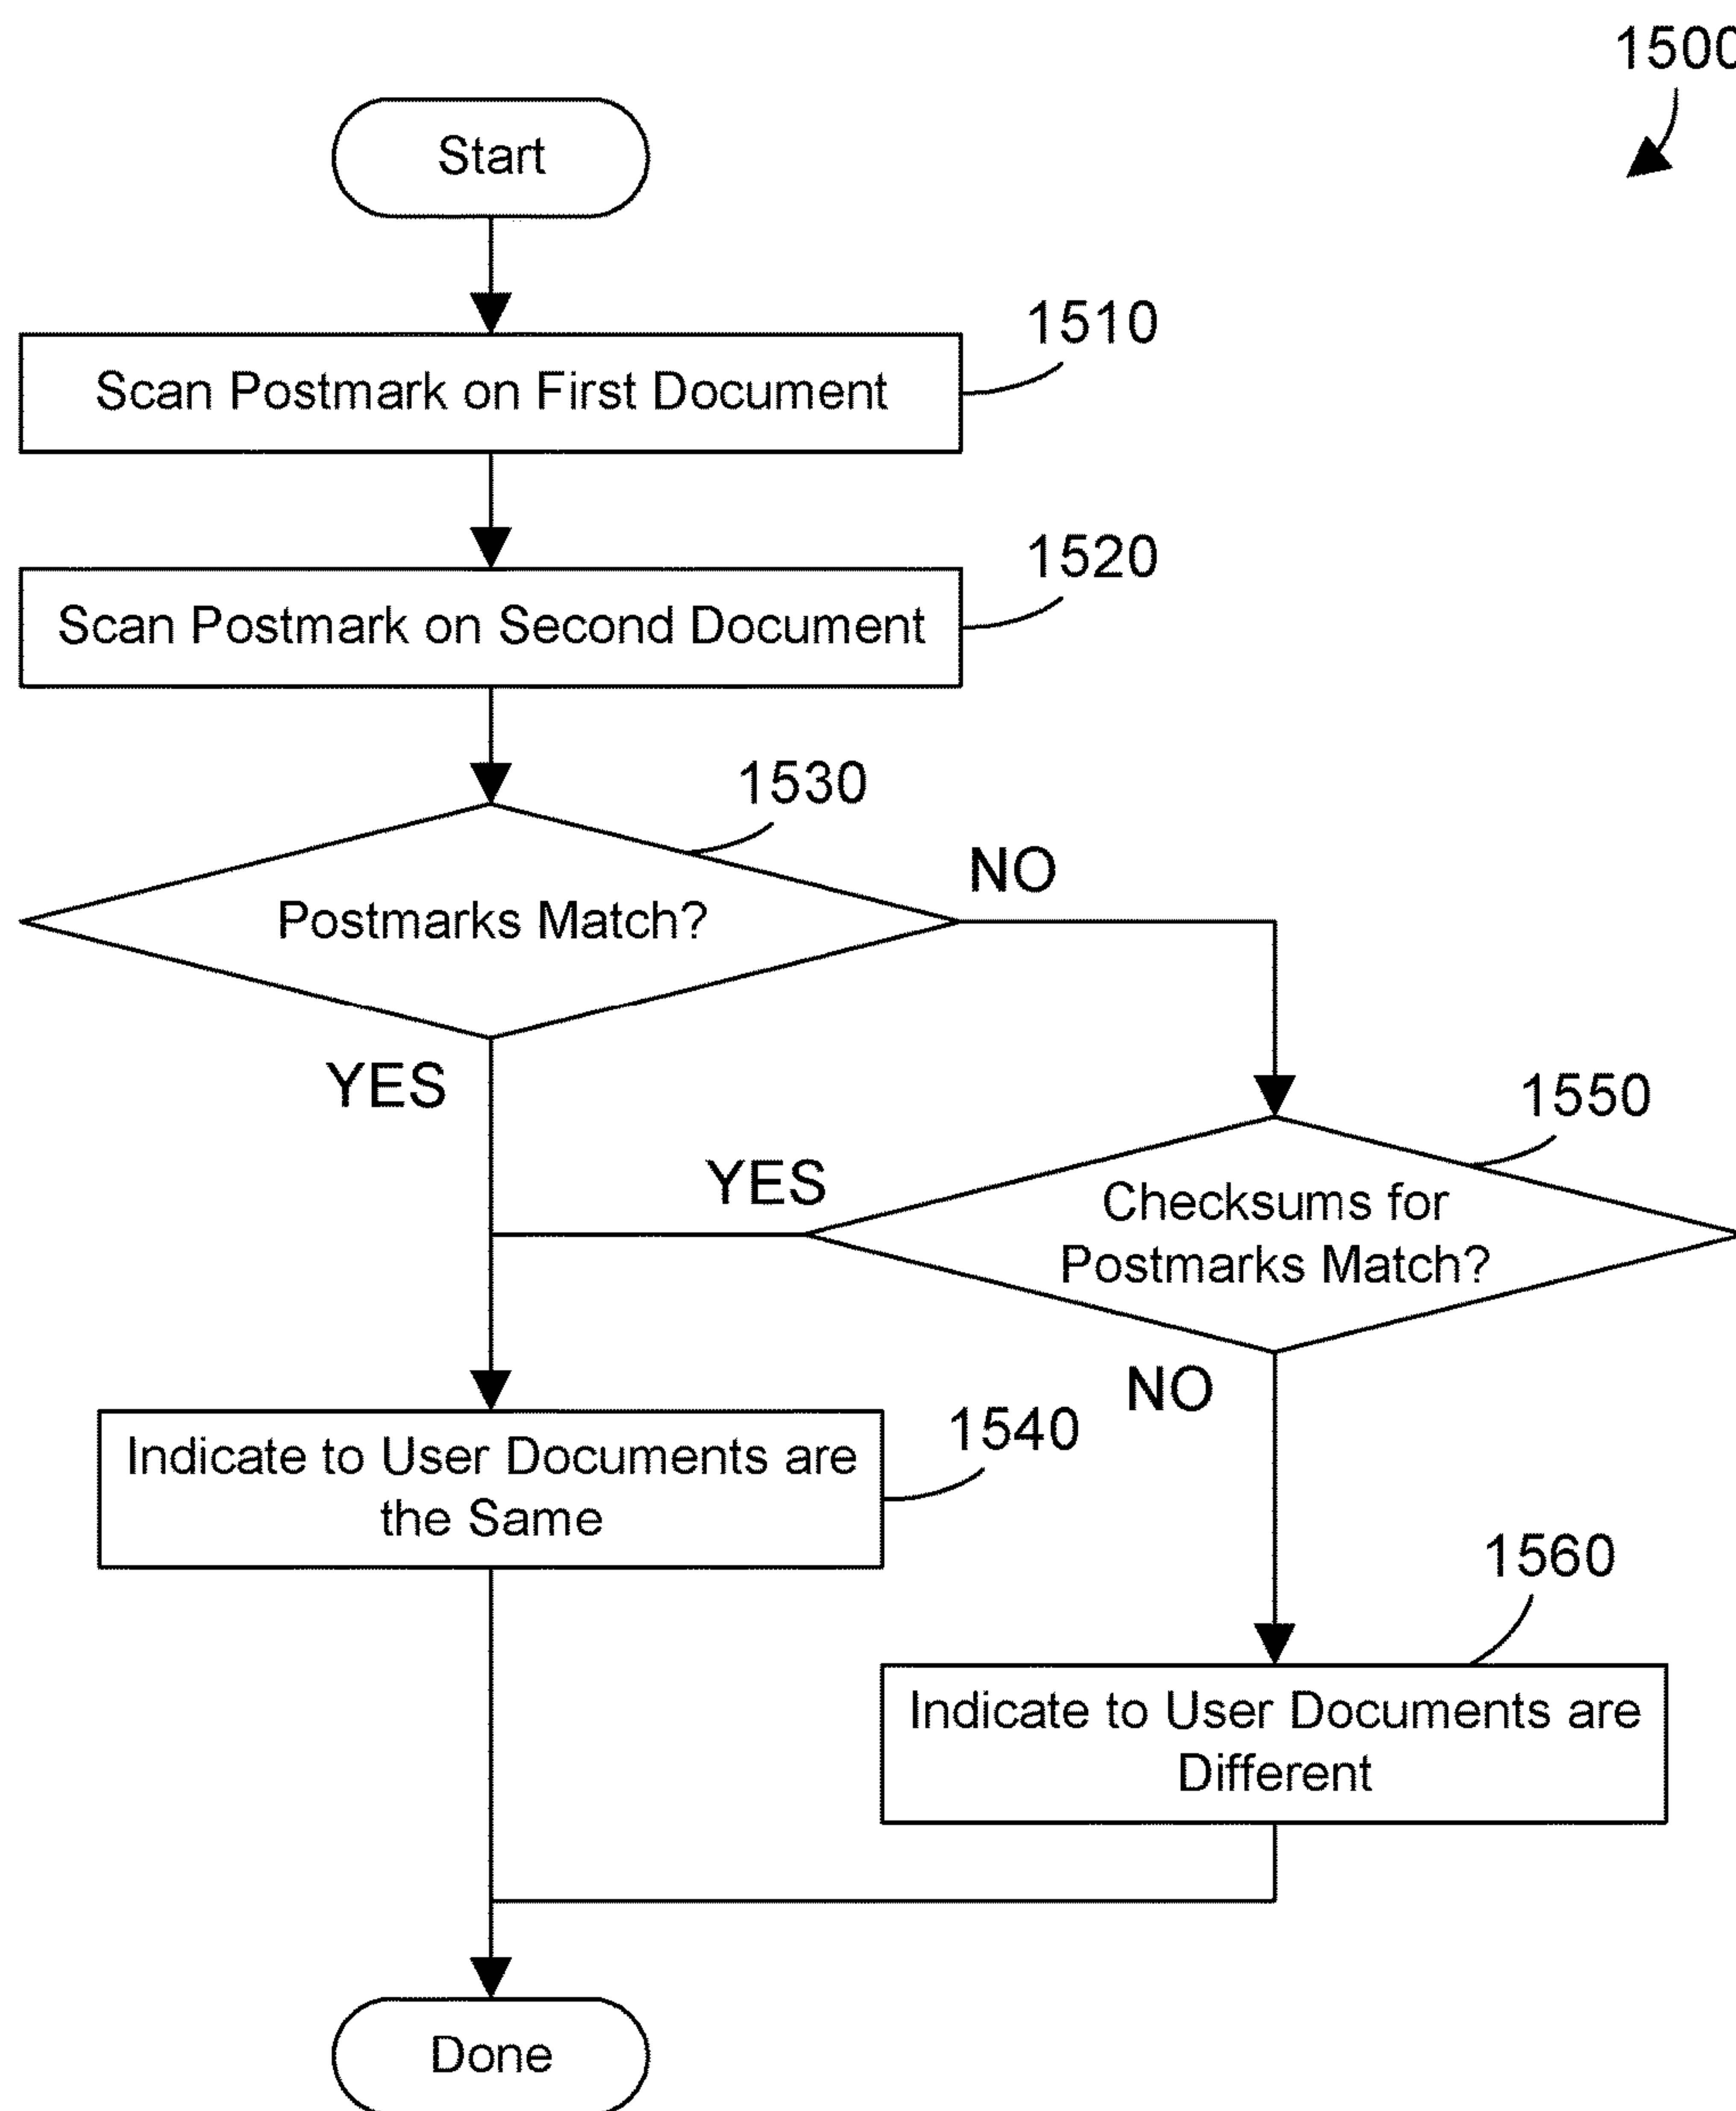 1500
Start
1510
Scan Postmark on First Document
1520
Scan Postmark on Second Document
1530
NO
Postmarks Match?
YES
1550
YES
Checksums for
Postmarks Match?
NO
1540
Indicate to User Documents are
the Same
1560
Indicate to User Documents are
Different
Done